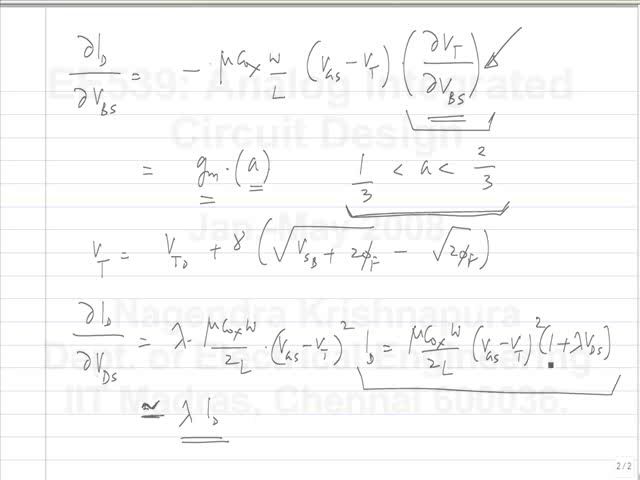 ∂I_D/∂V_BS = - μC_ox W/L (V_GS - V_T) · (∂V_T/∂V_BS)
EE539: Analog Integrated
Circuit Design
= g_m · (a) 1/3 < a < 2/3
Jan.-May 2008
V_T = V_T0 + γ (√(V_SB + 2φ_F) - √(2φ_F))
Nagendra Krishnapura
∂I_D/∂V_DS = λ · μC_ox W/2L · (V_GS - V_T)² I_D = μC_ox W/2L (V_GS - V_T)² (1 + λV_DS)
Dept. of Electrical Engineering
IIT Madras, Chennai 600036.
≃ λ I_D
2/2